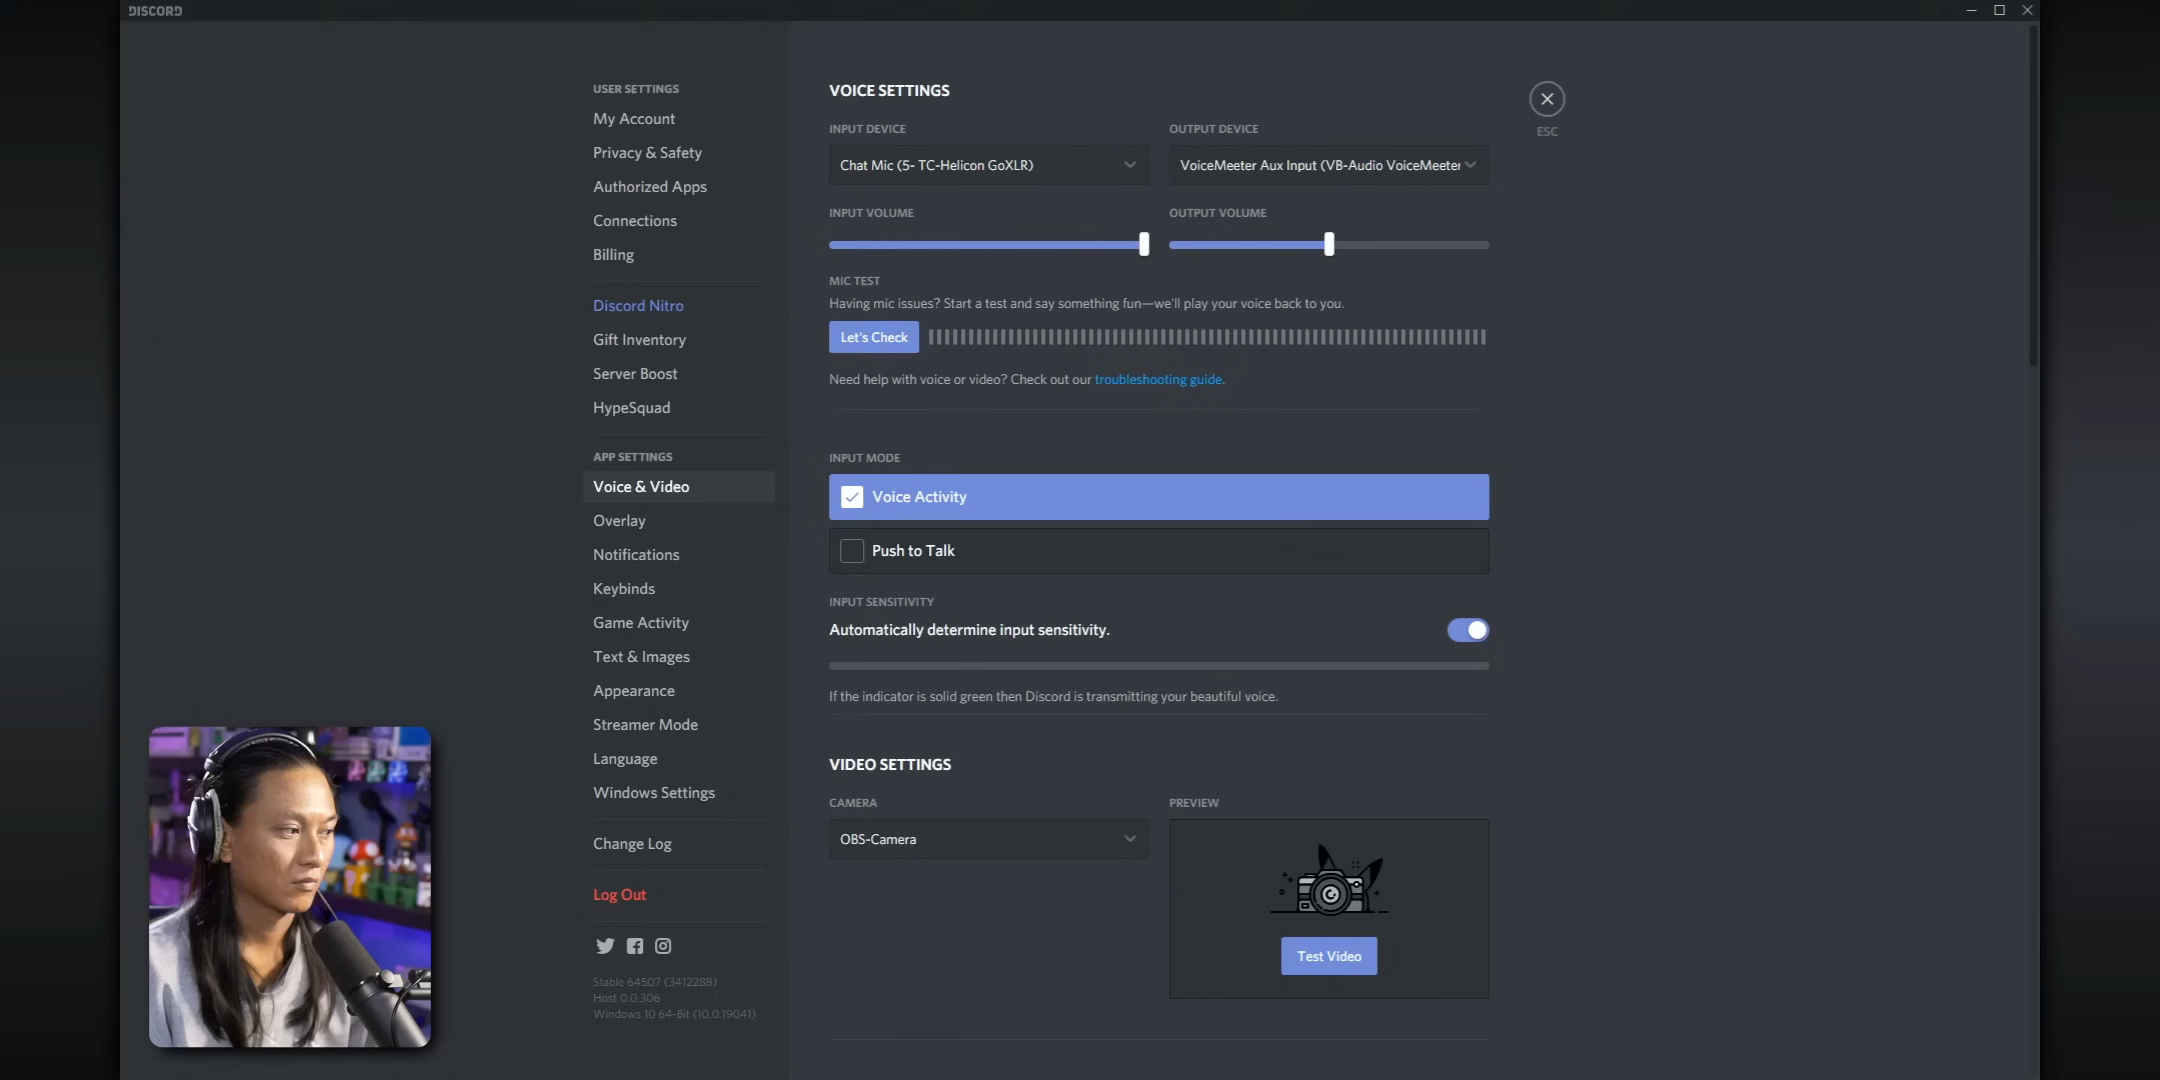 DISCORD
USER SETTINGS
My Account
Privacy & Safety
Authorized Apps
Connections
Billing
Discord Nitro
Gift Inventory
Server Boost
HypeSquad
APP SETTINGS
Voice & Video
Overlay
Notifications
Keybinds
Game Activity
Text & Images
Appearance
Streamer Mode
Language
Windows Settings
Change Log
Log Out
Stable 64507 (3412288)
Host 0.0.306
Windows 10 64-Bit (10.0.19041)
VOICE SETTINGS
INPUT DEVICE
Chat Mic (5- TC-Helicon GoXLR)
OUTPUT DEVICE
VoiceMeeter Aux Input (VB-Audio VoiceMeeter
INPUT VOLUME
OUTPUT VOLUME
MIC TEST
Having mic issues? Start a test and say something fun—we'll play your voice back to you.
Let's Check
Need help with voice or video? Check out our troubleshooting guide.
INPUT MODE
Voice Activity
Push to Talk
INPUT SENSITIVITY
Automatically determine input sensitivity.
If the indicator is solid green then Discord is transmitting your beautiful voice.
VIDEO SETTINGS
CAMERA
OBS-Camera
PREVIEW
Test Video
ESC